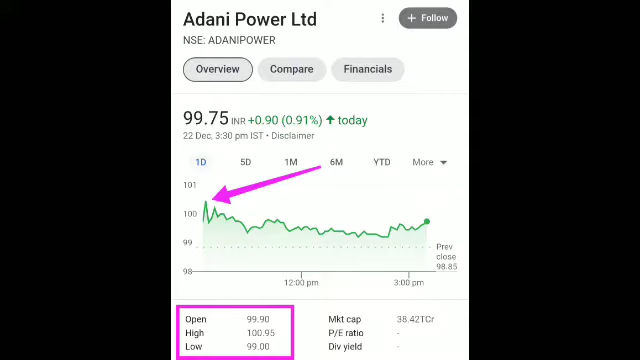 Adani Power Ltd
+ Follow
NSE: ADANIPOWER
Overview Compare Financials
99.75 INR +0.90 (0.91%) ↑ today
22 Dec, 3:30 pm IST • Disclaimer
1D 5D 1M 6M YTD More
101
100
99
98
Prev
close
98.85
12:00 pm 3:00 pm
Open 99.90 Mkt cap 38.42TCr
High 100.95 P/E ratio -
Low 99.00 Div yield -